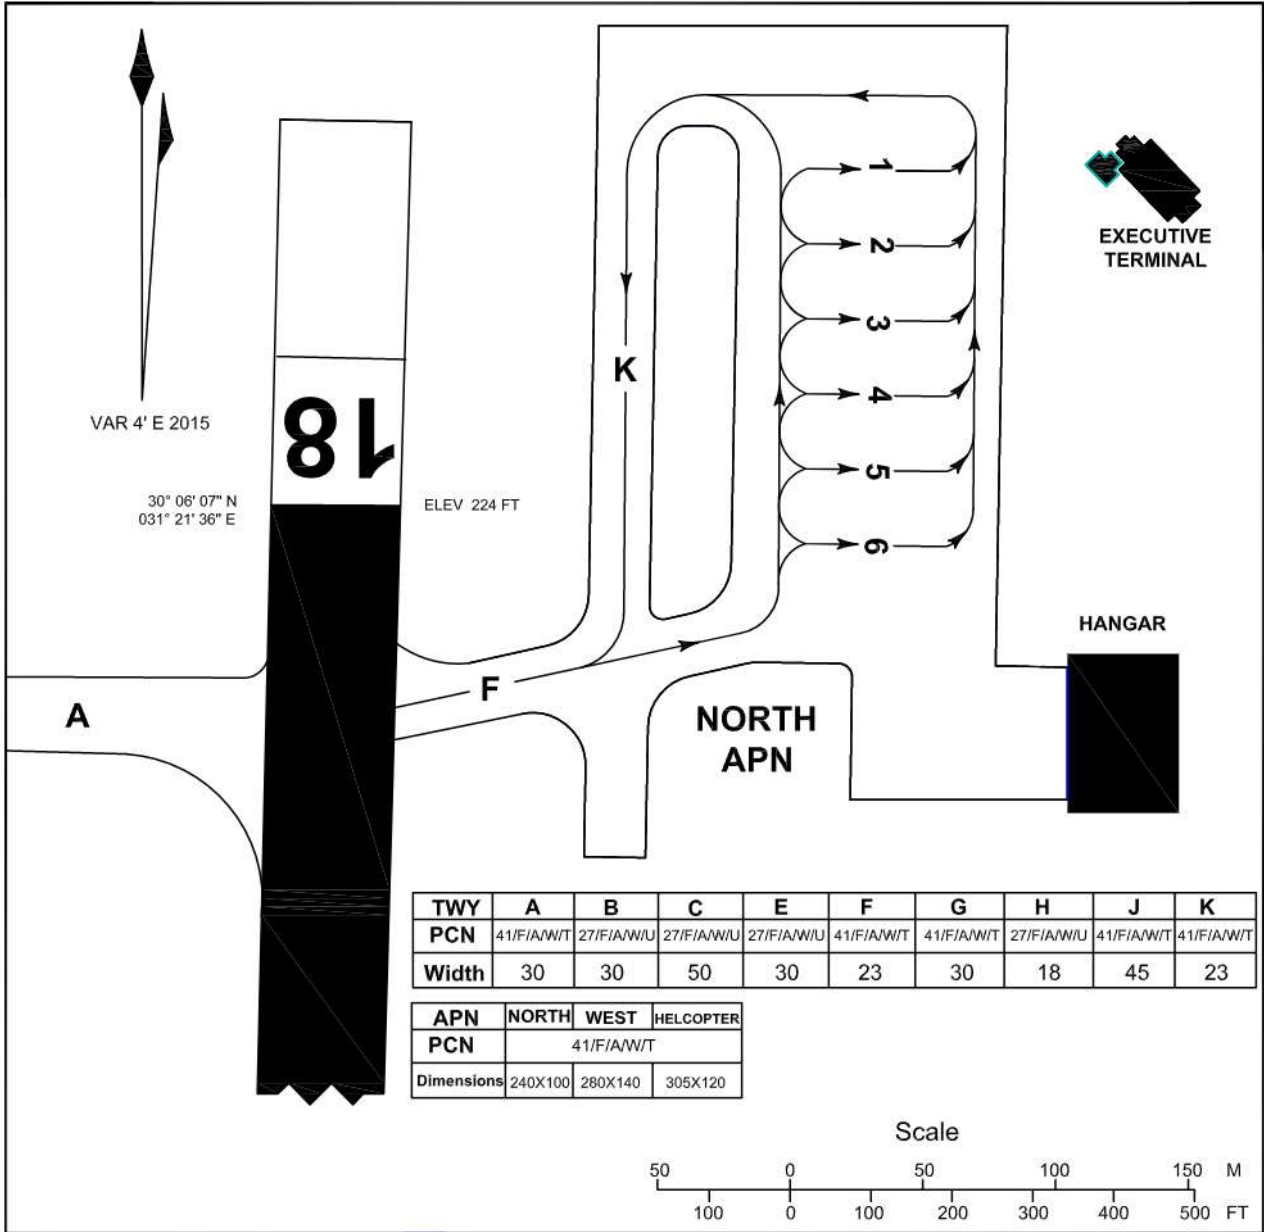 1
2
3
4
5
6
EXECUTIVE
TERMINAL
K
VAR 4' E 2015
18
30° 06' 07" N
031° 21' 36" E
ELEV 224 FT
HANGAR
A
F
NORTH
APN
TWY A B C E F G H J K
PCN 41/F/A/W/T 27/F/A/W/U 27/F/A/W/U 27/F/A/W/U 41/F/A/W/T 41/F/A/W/T 27/F/A/W/U 41/F/A/W/T 41/F/A/W/T
Width 30 30 50 30 23 30 18 45 23
APN NORTH WEST HELCOPTER
PCN 41/F/A/W/T
Dimensions 240X100 280X140 305X120
Scale
50 0 50 100 150 M
100 0 100 200 300 400 500 FT